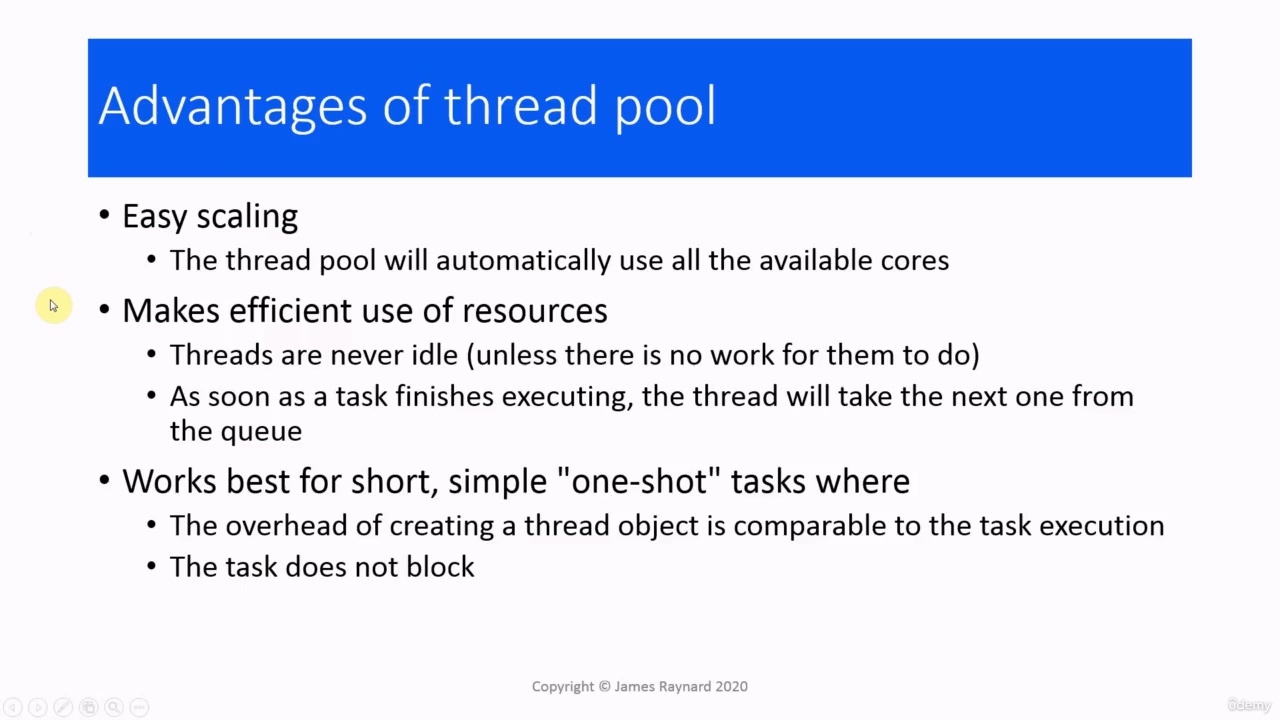 Advantages of thread pool
• Easy scaling
• The thread pool will automatically use all the available cores
• Makes efficient use of resources
• Threads are never idle (unless there is no work for them to do)
• As soon as a task finishes executing, the thread will take the next one from
the queue
• Works best for short, simple "one-shot" tasks where
• The overhead of creating a thread object is comparable to the task execution
• The task does not block
Copyright © James Raynard 2020
ûdemy